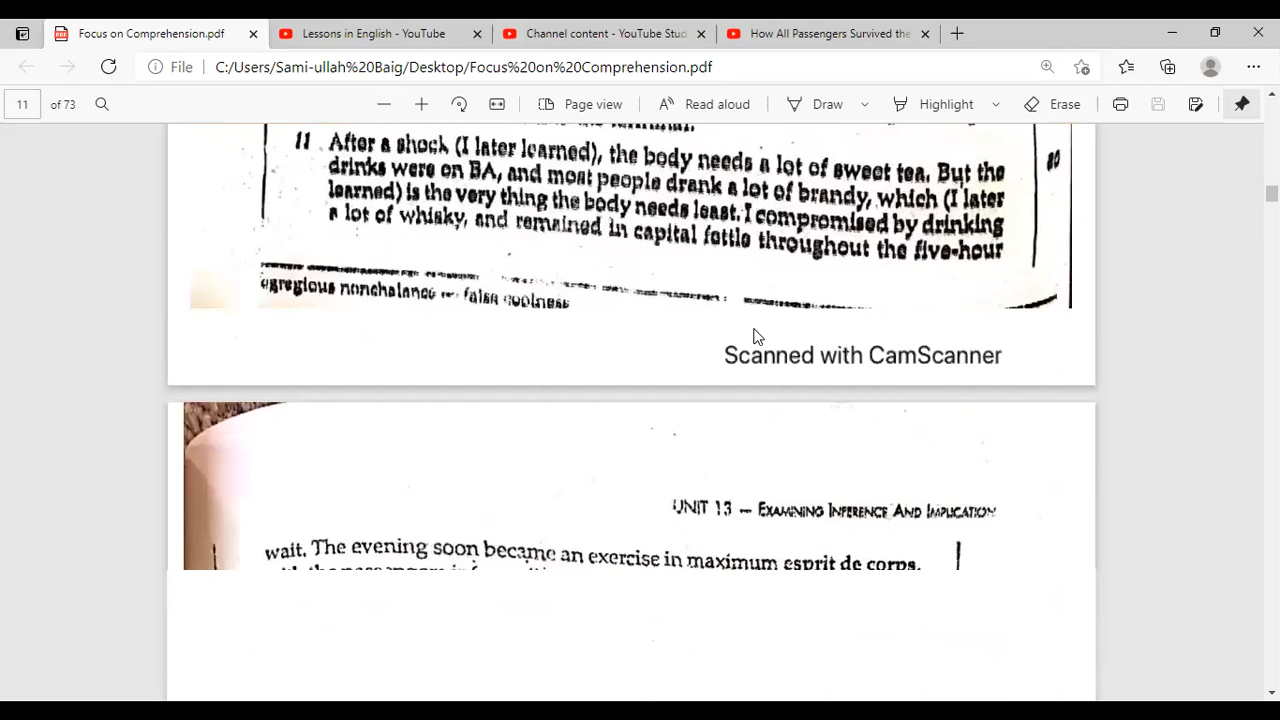 Focus on Comprehension.pdf
Lessons in English - YouTube
Channel content - YouTube Stud
How All Passengers Survived the
File
C:/Users/Sami-ullah%20Baig/Desktop/Focus%20on%20Comprehension.pdf
11 of 73
Page view
Read aloud
Draw
Highlight
Erase
11 After a shock (I later learned), the body needs a lot of sweet tea. But the
drinks were on BA, and most people drank a lot of brandy, which (I later
learned) is the very thing the body needs least. I compromised by drinking
a lot of whisky, and remained in capital fettle throughout the five-hour
80
egregious nonchalance — false coolness
Scanned with CamScanner
UNIT 13 — EXAMINING INFERENCE AND IMPLICATION
wait. The evening soon became an exercise in maximum esprit de corps,